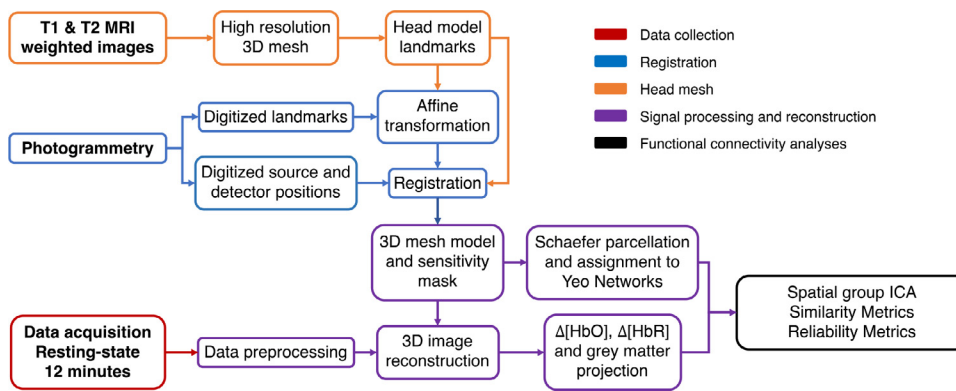 T1 & T2 MRI
weighted images
High resolution
3D mesh
Head model
landmarks
Data collection
Registration
Head mesh
Signal processing and reconstruction
Functional connectivity analyses
Digitized landmarks
Affine
transformation
Photogrammetry
Digitized source and
detector positions
Registration
3D mesh model
and sensitivity
mask
Schaefer parcellation
and assignment to
Yeo Networks
Spatial group ICA
Similarity Metrics
Reliability Metrics
Data acquisition
Resting-state
12 minutes
Data preprocessing
3D image
reconstruction
Δ[HbO], Δ[HbR]
and grey matter
projection